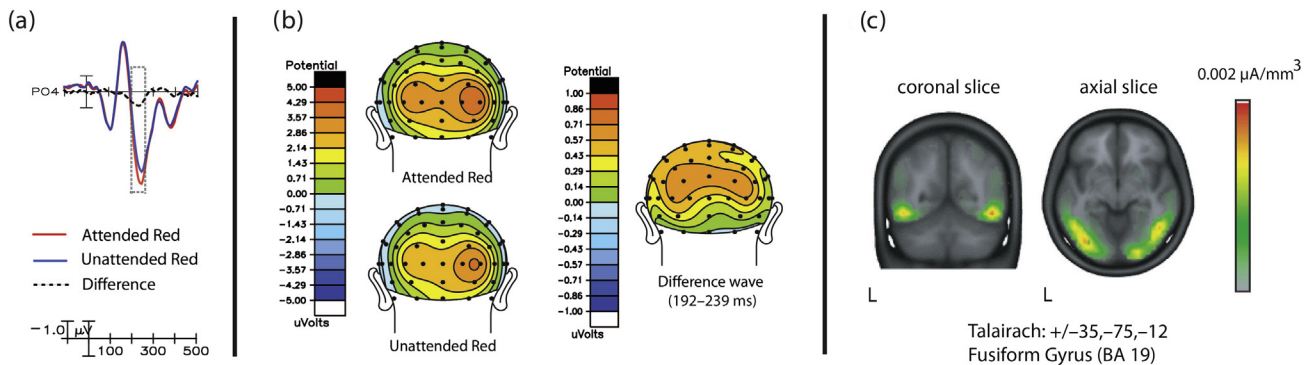 (a)
PO4
Attended Red
Unattended Red
Difference
−1.0 μV
100 300 500
(b)
Potential
5.00
4.29
3.57
2.86
2.14
1.43
0.71
0.00
−0.71
−1.43
−2.14
−2.86
−3.57
−4.29
−5.00
uVolts
Attended Red
Unattended Red
Potential
1.00
0.86
0.71
0.57
0.43
0.29
0.14
0.00
−0.14
−0.29
−0.43
−0.57
−0.71
−0.86
−1.00
uVolts
Difference wave
(192–239 ms)
(c)
0.002 μA/mm³
coronal slice
axial slice
L
L
Talairach: +/−35,−75,−12
Fusiform Gyrus (BA 19)